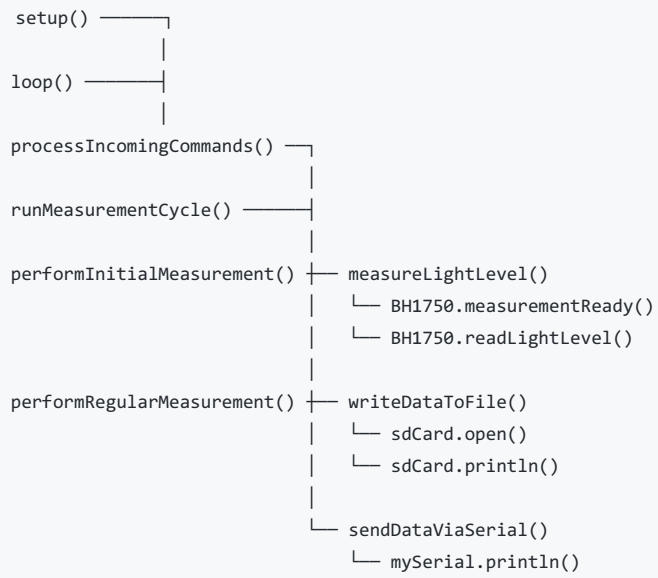 setup()
loop()
processIncomingCommands()
runMeasurementCycle()
performInitialMeasurement() measureLightLevel()
BH1750.measurementReady()
BH1750.readLightLevel()
performRegularMeasurement() writeDataToFile()
sdCard.open()
sdCard.println()
sendDataViaSerial()
mySerial.println()